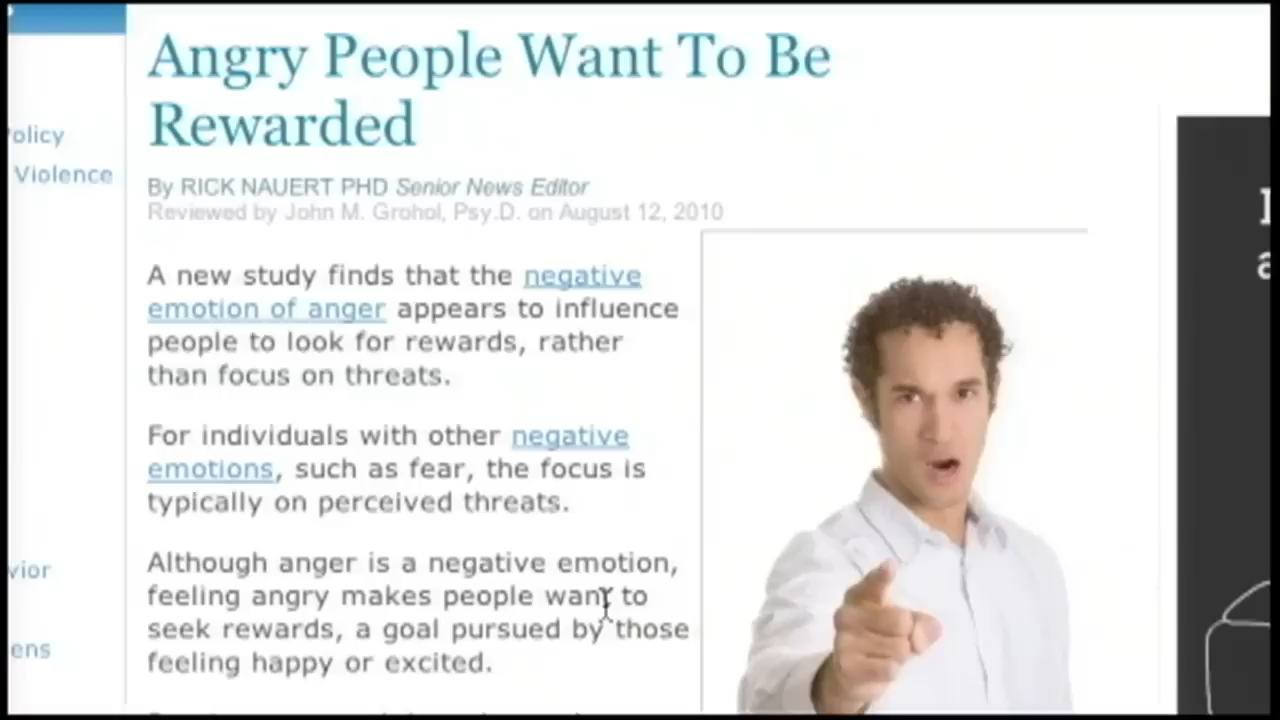 Angry People Want To Be
Rewarded
Policy
Violence
By RICK NAUERT PHD Senior News Editor
Reviewed by John M. Grohol, Psy.D. on August 12, 2010
A new study finds that the negative
emotion of anger appears to influence
people to look for rewards, rather
than focus on threats.
For individuals with other negative
emotions, such as fear, the focus is
typically on perceived threats.
Although anger is a negative emotion,
feeling angry makes people want to
seek rewards, a goal pursued by those
feeling happy or excited.
vior
ens